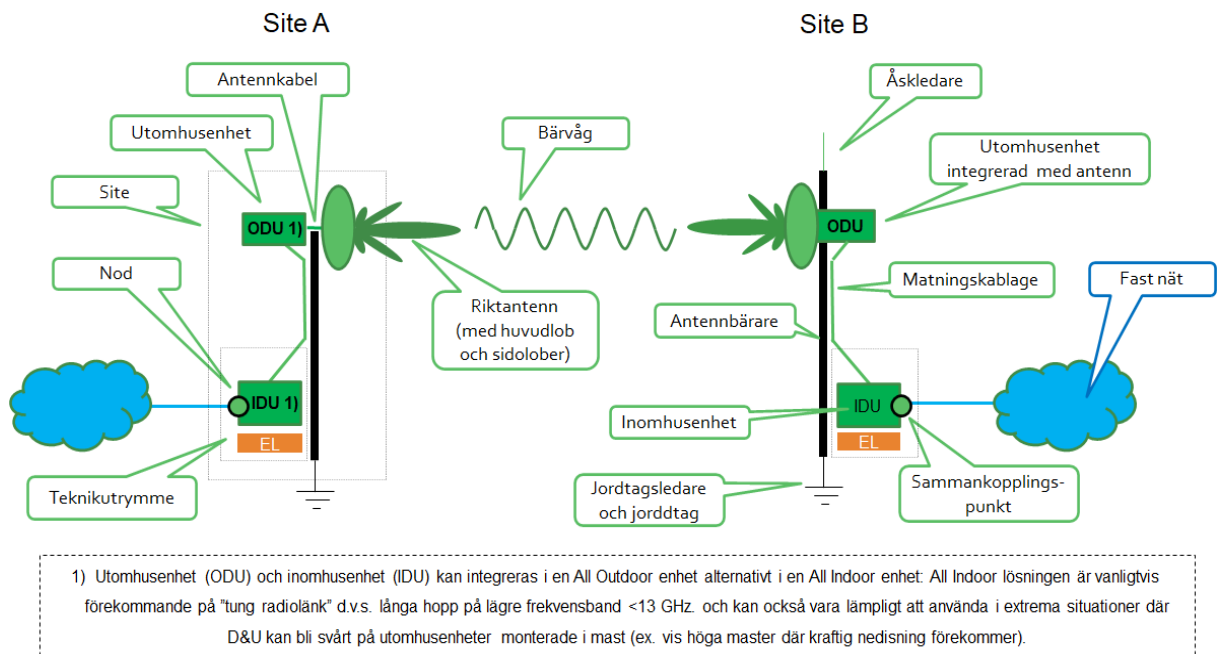 Site A
Site B
Antennkabel
Åskledare
Utomhusenhet
Bärvåg
Utomhusenhet
integrerad med antenn
Site
ODU 1)
ODU
Nod
Matningskablage
Fast nät
Riktantenn
(med huvudlob
och sidolober)
Antennbärare
IDU 1)
IDU
Inomhusenhet
EL
EL
Teknikutrymme
Jordtagsledare
och jorddtag
Sammankopplings-
punkt
1) Utomhusenhet (ODU) och inomhusenhet (IDU) kan integreras i en All Outdoor enhet alternativt i en All Indoor enhet: All Indoor lösningen är vanligtvis
förekommande på ”tung radiolänk” d.v.s. långa hopp på lägre frekvensband <13 GHz. och kan också vara lämpligt att använda i extrema situationer där
D&U kan bli svårt på utomhusenheter monterade i mast (ex. vis höga master där kraftig nedisning förekommer).